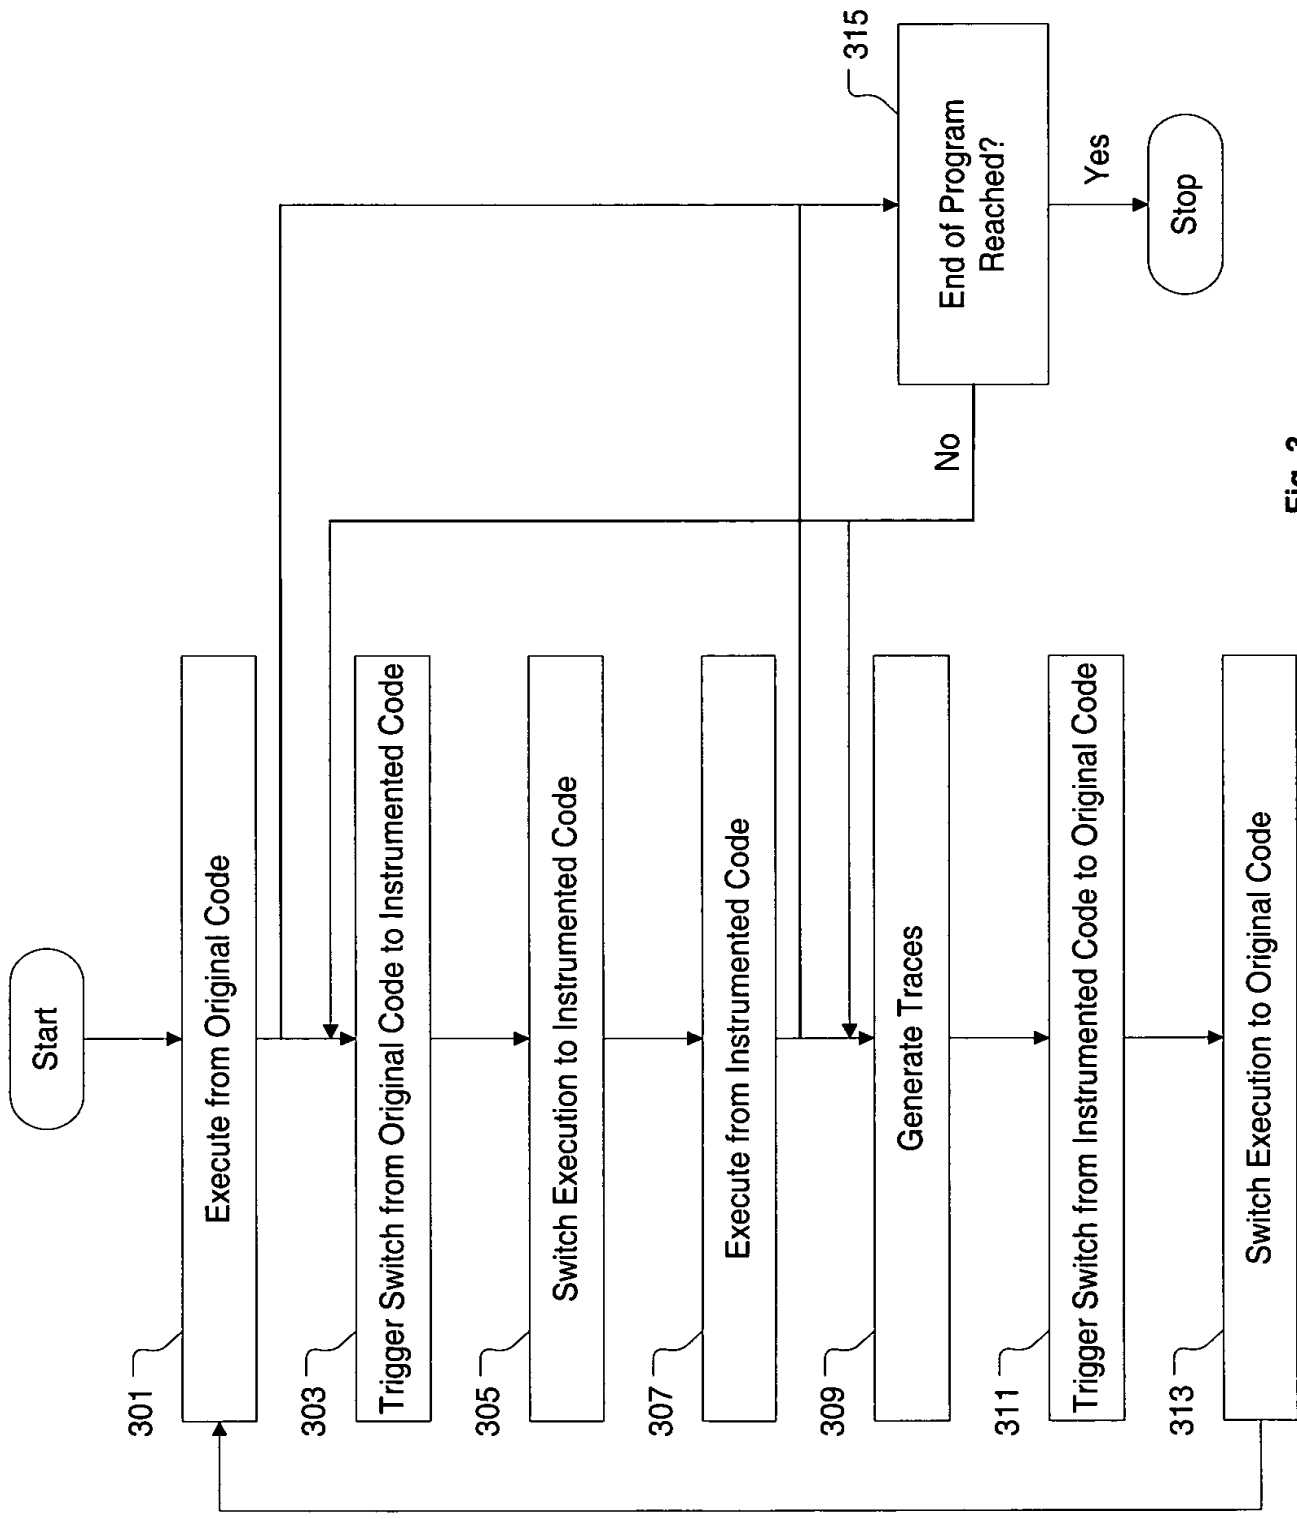 Start
301
Execute from Original Code
303
Trigger Switch from Original Code to Instrumented Code
305
Switch Execution to Instrumented Code
307
Execute from Instrumented Code
309
Generate Traces
311
Trigger Switch from Instrumented Code to Original Code
313
Switch Execution to Original Code
315
End of Program
Reached?
No
Yes
Stop
Fig. 3